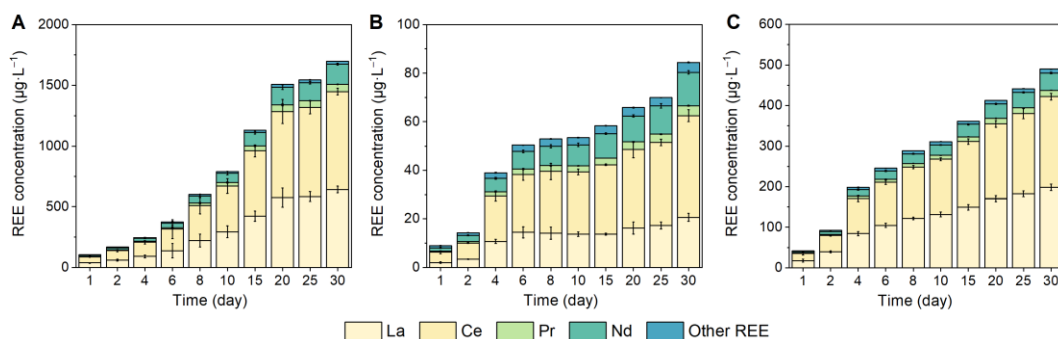 A
REE concentration (µg·L⁻¹)
2000
1500
1000
500
0
1 2 4 6 8 10 15 20 25 30
Time (day)
B
REE concentration (µg·L⁻¹)
100
80
60
40
20
0
1 2 4 6 8 10 15 20 25 30
Time (day)
C
REE concentration (µg·L⁻¹)
600
500
400
300
200
100
0
1 2 4 6 8 10 15 20 25 30
Time (day)
La Ce Pr Nd Other REE